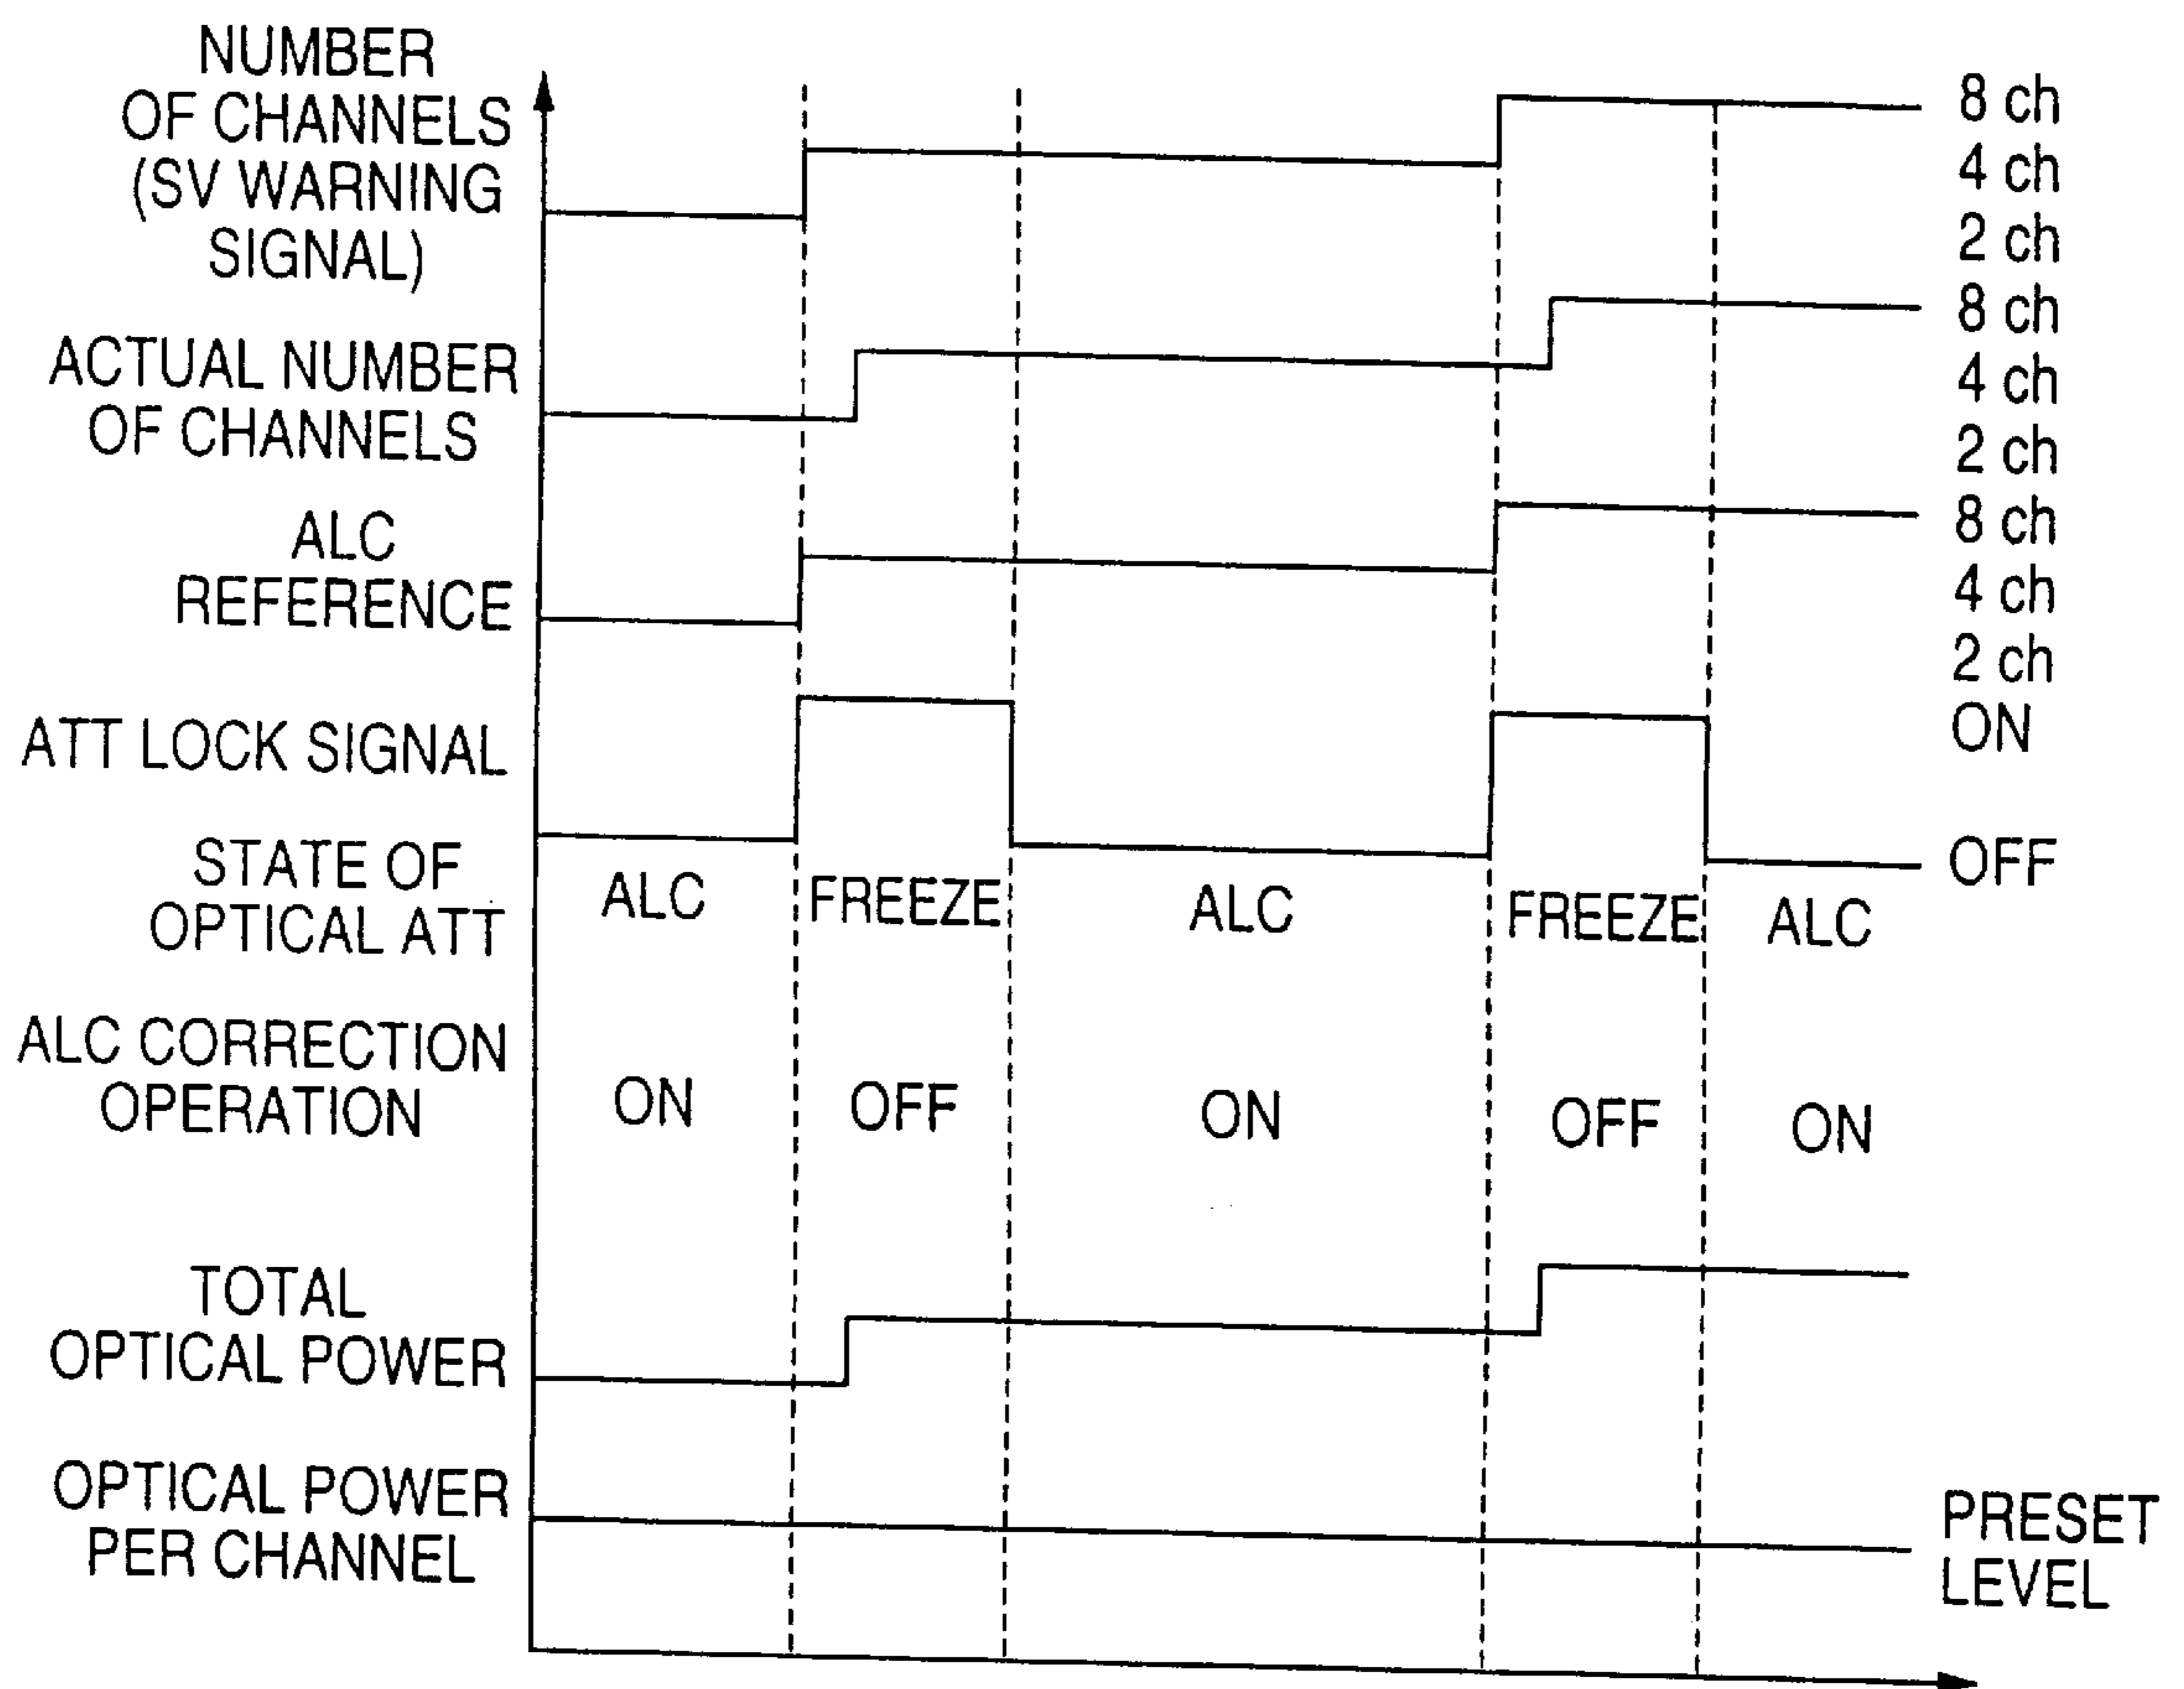 NUMBER
OF CHANNELS
(SV WARNING
SIGNAL)
8 ch
4 ch
2 ch
ACTUAL NUMBER
OF CHANNELS
8 ch
4 ch
2 ch
ALC
REFERENCE
8 ch
4 ch
2 ch
ATT LOCK SIGNAL
ON
OFF
STATE OF
OPTICAL ATT
ALC
FREEZE
ALC
FREEZE
ALC
ALC CORRECTION
OPERATION
ON
OFF
ON
OFF
ON
TOTAL
OPTICAL POWER
OPTICAL POWER
PER CHANNEL
PRESET
LEVEL